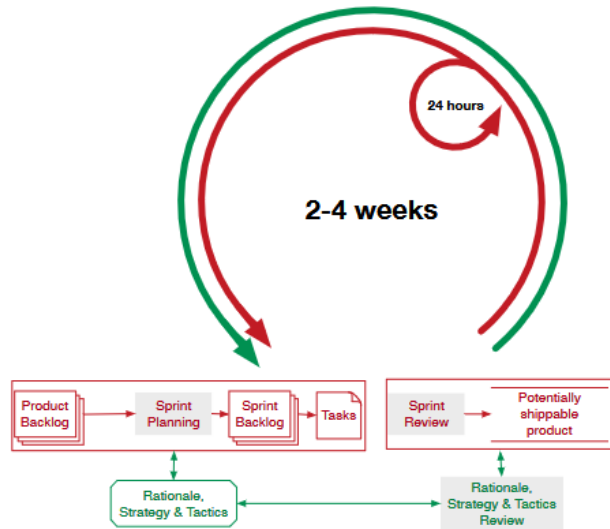 24 hours
2-4 weeks
Product
Backlog
Sprint
Planning
Sprint
Backlog
Tasks
Sprint
Review
Potentially
shippable
product
Rationale,
Strategy & Tactics
Rationale,
Strategy & Tactics
Review